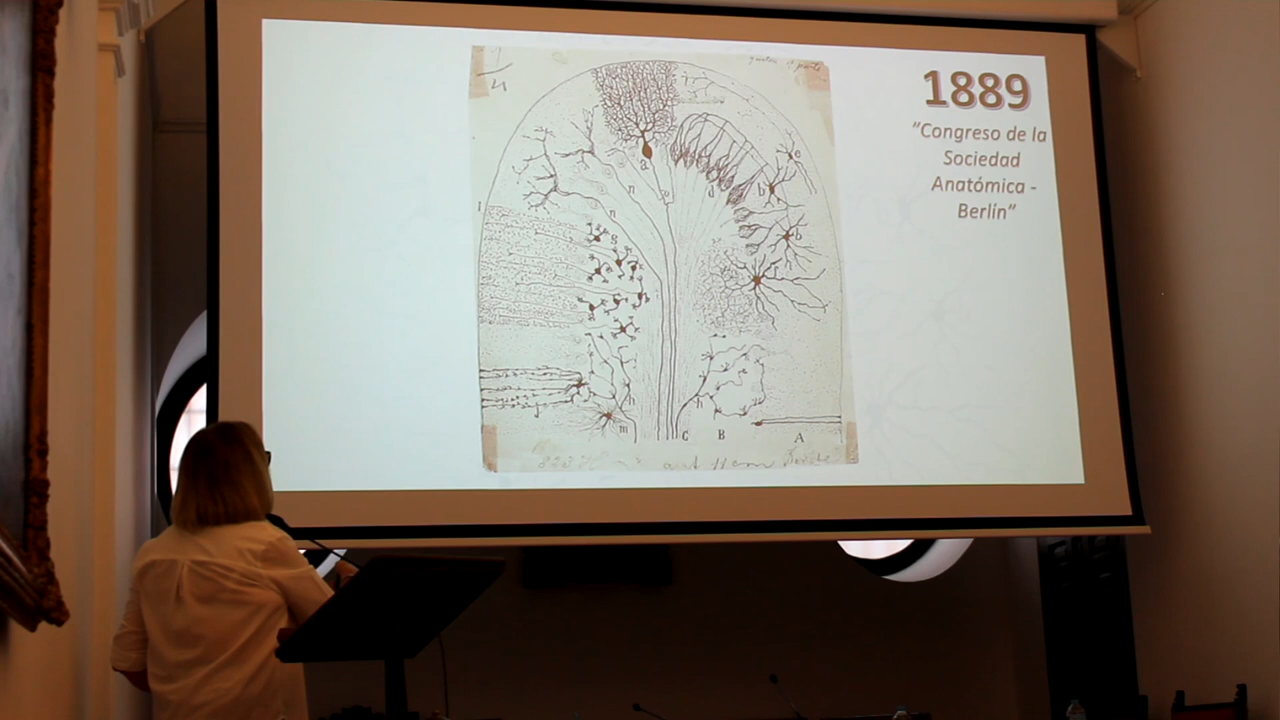 1889
“Congreso de la
Sociedad
Anatómica -
Berlín”
a
e
n
o
d
b
n
g
b
j
h
h
m
C
B
A